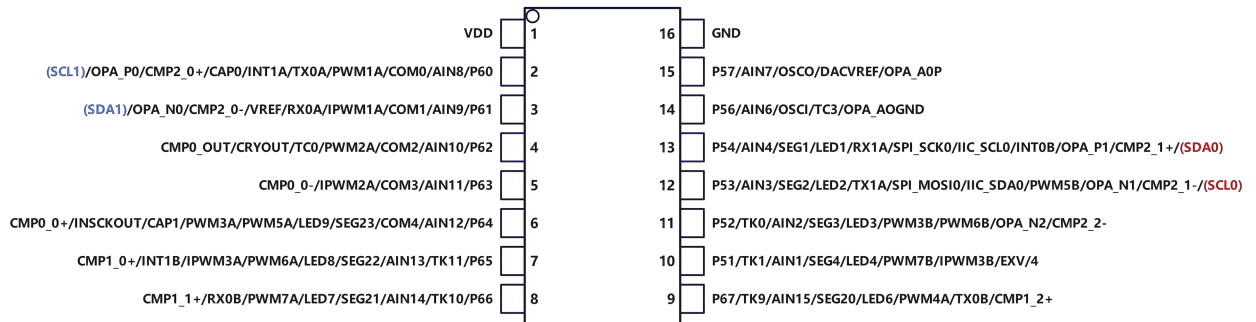 VDD 1 16 GND
(SCL1)/OPA_P0/CMP2_0+/CAP0/INT1A/TX0A/PWM1A/COM0/AIN8/P60 2 15 P57/AIN7/OSCO/DACVREF/OPA_A0P
(SDA1)/OPA_N0/CMP2_0-/VREF/RX0A/IPWM1A/COM1/AIN9/P61 3 14 P56/AIN6/OSCI/TC3/OPA_AOGND
CMP0_OUT/CRYOUT/TC0/PWM2A/COM2/AIN10/P62 4 13 P54/AIN4/SEG1/LED1/RX1A/SPI_SCK0/IIC_SCL0/INT0B/OPA_P1/CMP2_1+/(SDA0)
CMP0_0-/IPWM2A/COM3/AIN11/P63 5 12 P53/AIN3/SEG2/LED2/TX1A/SPI_MOSI0/IIC_SDA0/PWM5B/OPA_N1/CMP2_1-/(SCL0)
CMP0_0+/INSCKOUT/CAP1/PWM3A/PWM5A/LED9/SEG23/COM4/AIN12/P64 6 11 P52/TK0/AIN2/SEG3/LED3/PWM3B/PWM6B/OPA_N2/CMP2_2-
CMP1_0+/INT1B/IPWM3A/PWM6A/LED8/SEG22/AIN13/TK11/P65 7 10 P51/TK1/AIN1/SEG4/LED4/PWM7B/IPWM3B/EXV/4
CMP1_1+/RX0B/PWM7A/LED7/SEG21/AIN14/TK10/P66 8 9 P67/TK9/AIN15/SEG20/LED6/PWM4A/TX0B/CMP1_2+